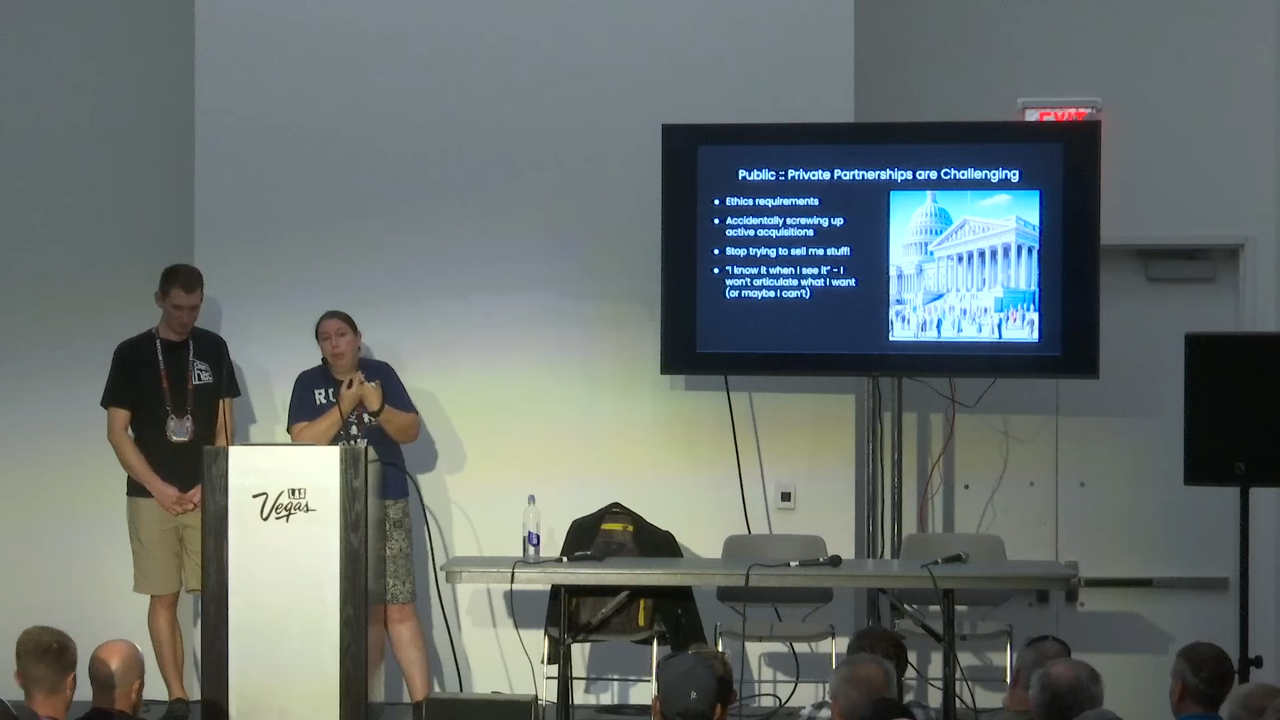 EXIT
Public :: Private Partnerships are Challenging
Ethics requirements
Accidentally screwing up
active acquisitions
Stop trying to sell me stuff!
"I know it when I see it" - I
won't articulate what I want
(or maybe I can't)
LAS
Vegas